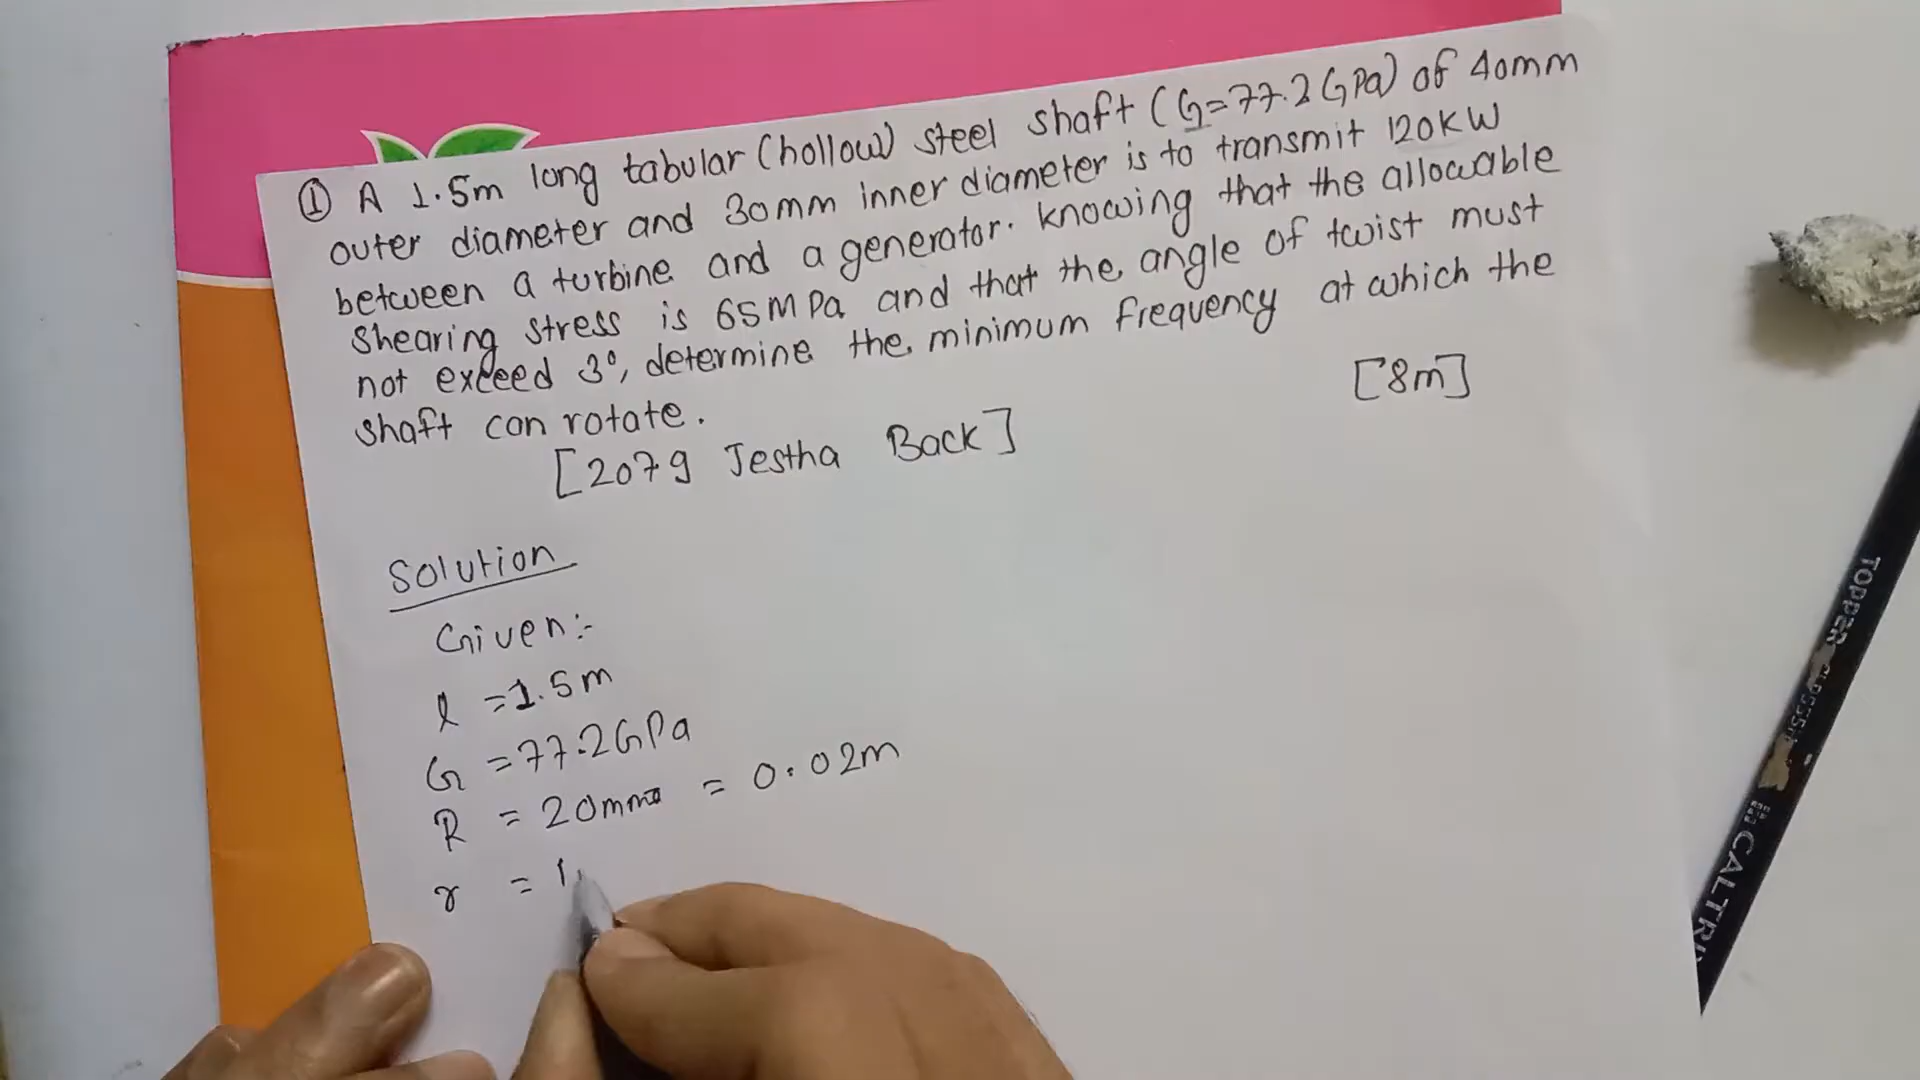 ① A 1.5m long tabular (hollow) steel shaft (G=77.2GPa) of 40mm
outer diameter and 30mm inner diameter is to transmit 120KW
between a turbine and a generator. Knowing that the allowable
shearing stress is 65MPa and that the angle of twist must
not exceed 3°, determine the minimum frequency at which the
shaft can rotate.
[8m]
[2079 Jestha Back]
Solution
Given:-
l = 1.5m
G = 77.2GPa
R = 20mm = 0.02m
r = 1
TOPPER
CALTRI